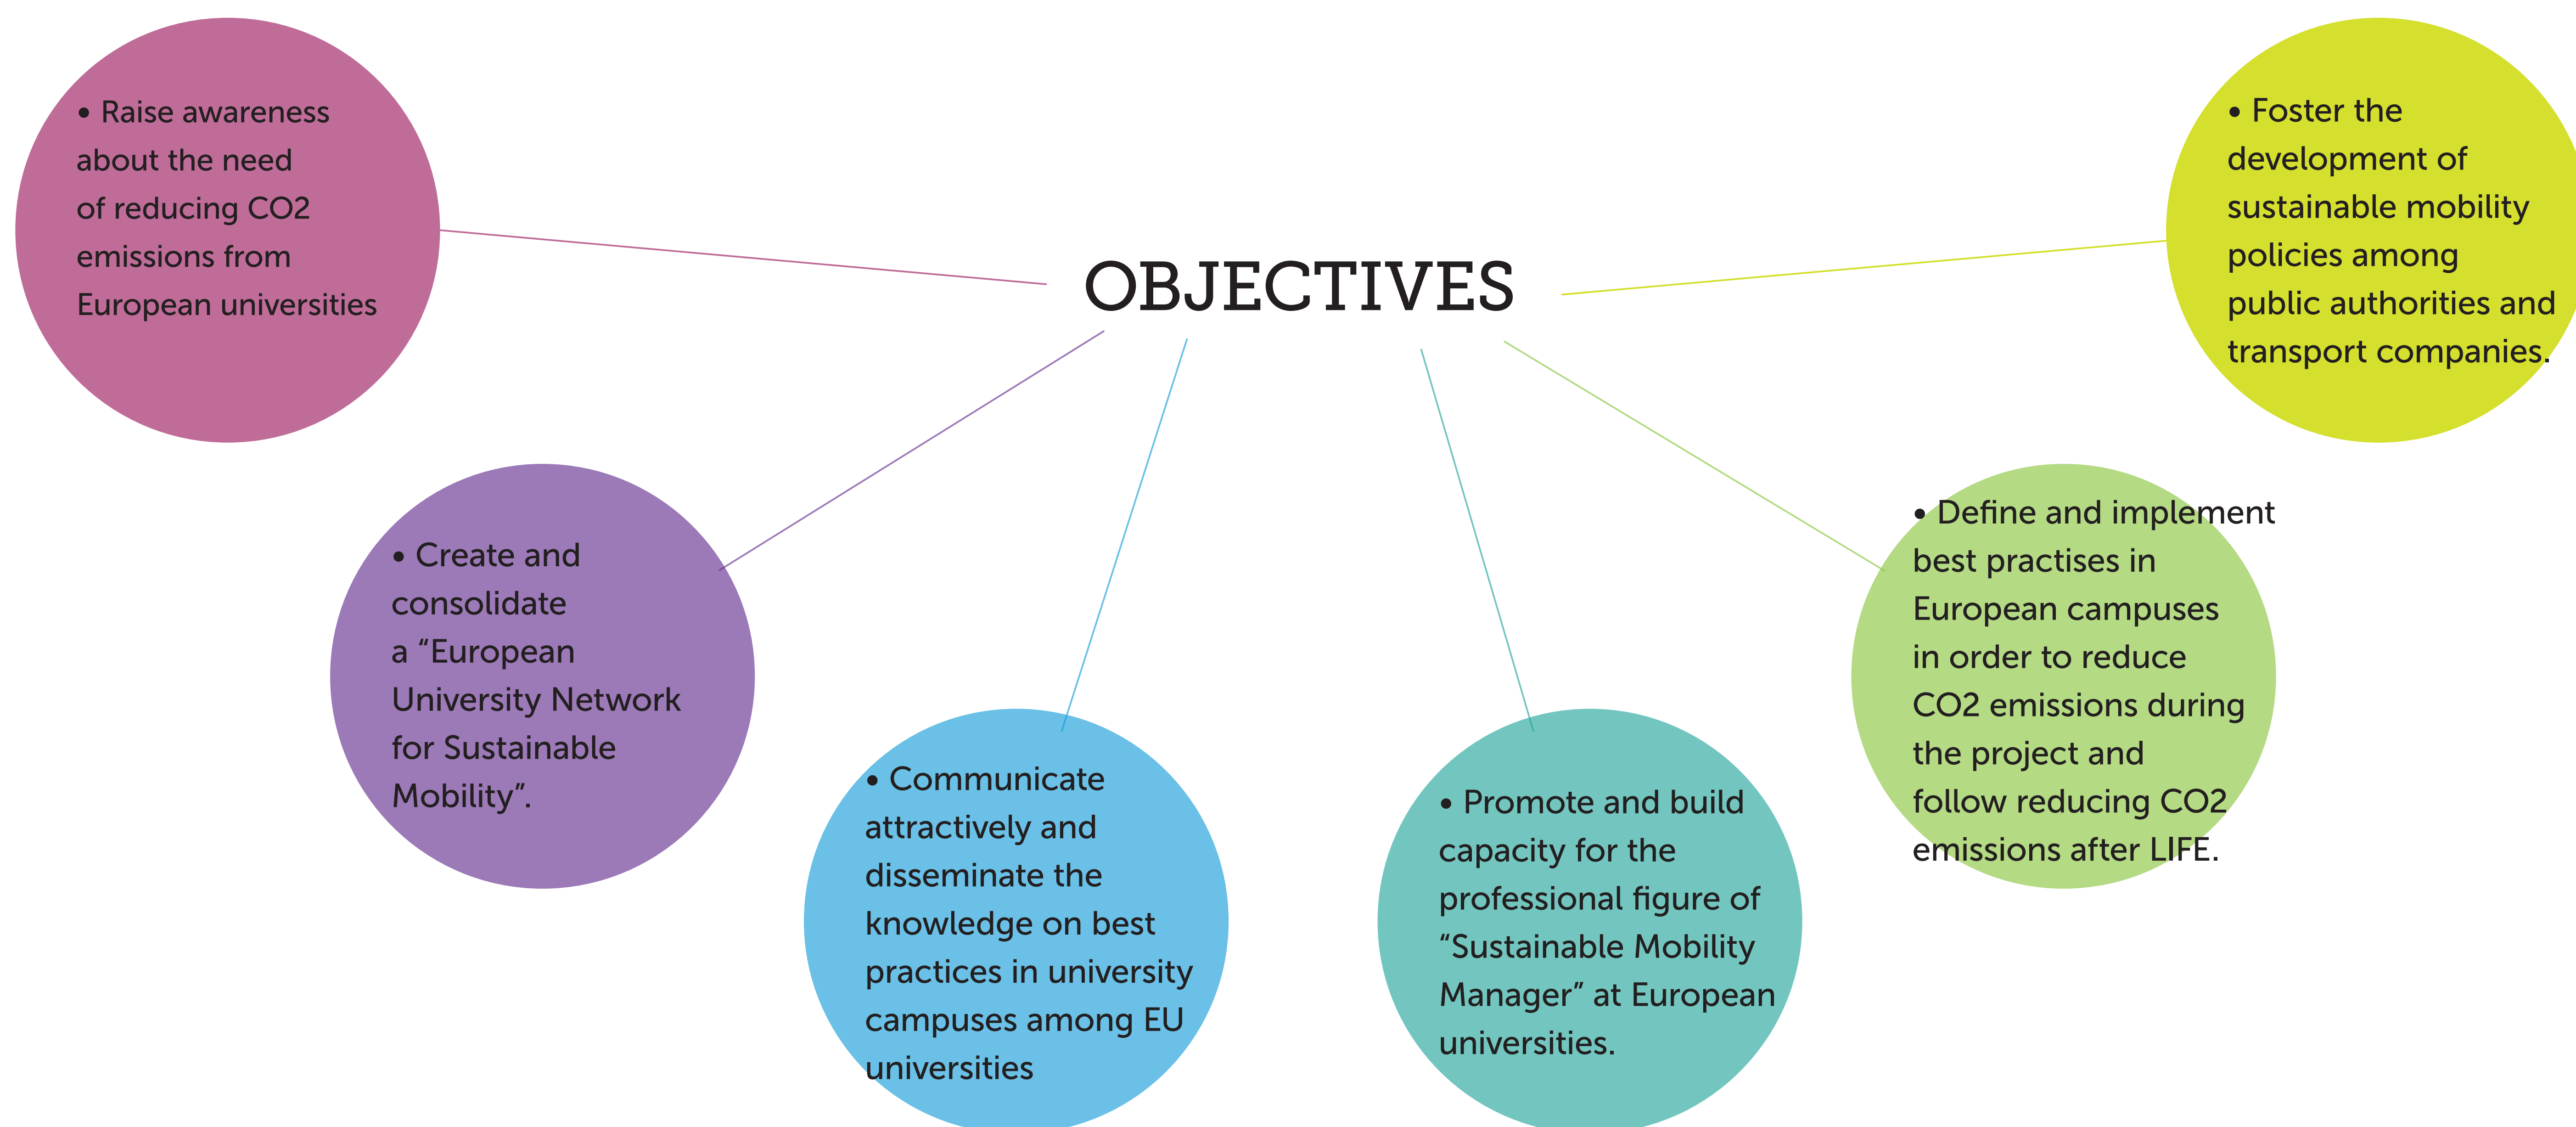 OBJECTIVES
• Raise awareness
about the need
of reducing CO2
emissions from
European universities
• Create and
consolidate
a “European
University Network
for Sustainable
Mobility”.
• Communicate
attractively and
disseminate the
knowledge on best
practices in university
campuses among EU
universities
• Promote and build
capacity for the
professional figure of
“Sustainable Mobility
Manager” at European
universities.
• Define and implement
best practises in
European campuses
in order to reduce
CO2 emissions during
the project and
follow reducing CO2
emissions after LIFE.
• Foster the
development of
sustainable mobility
policies among
public authorities and
transport companies.